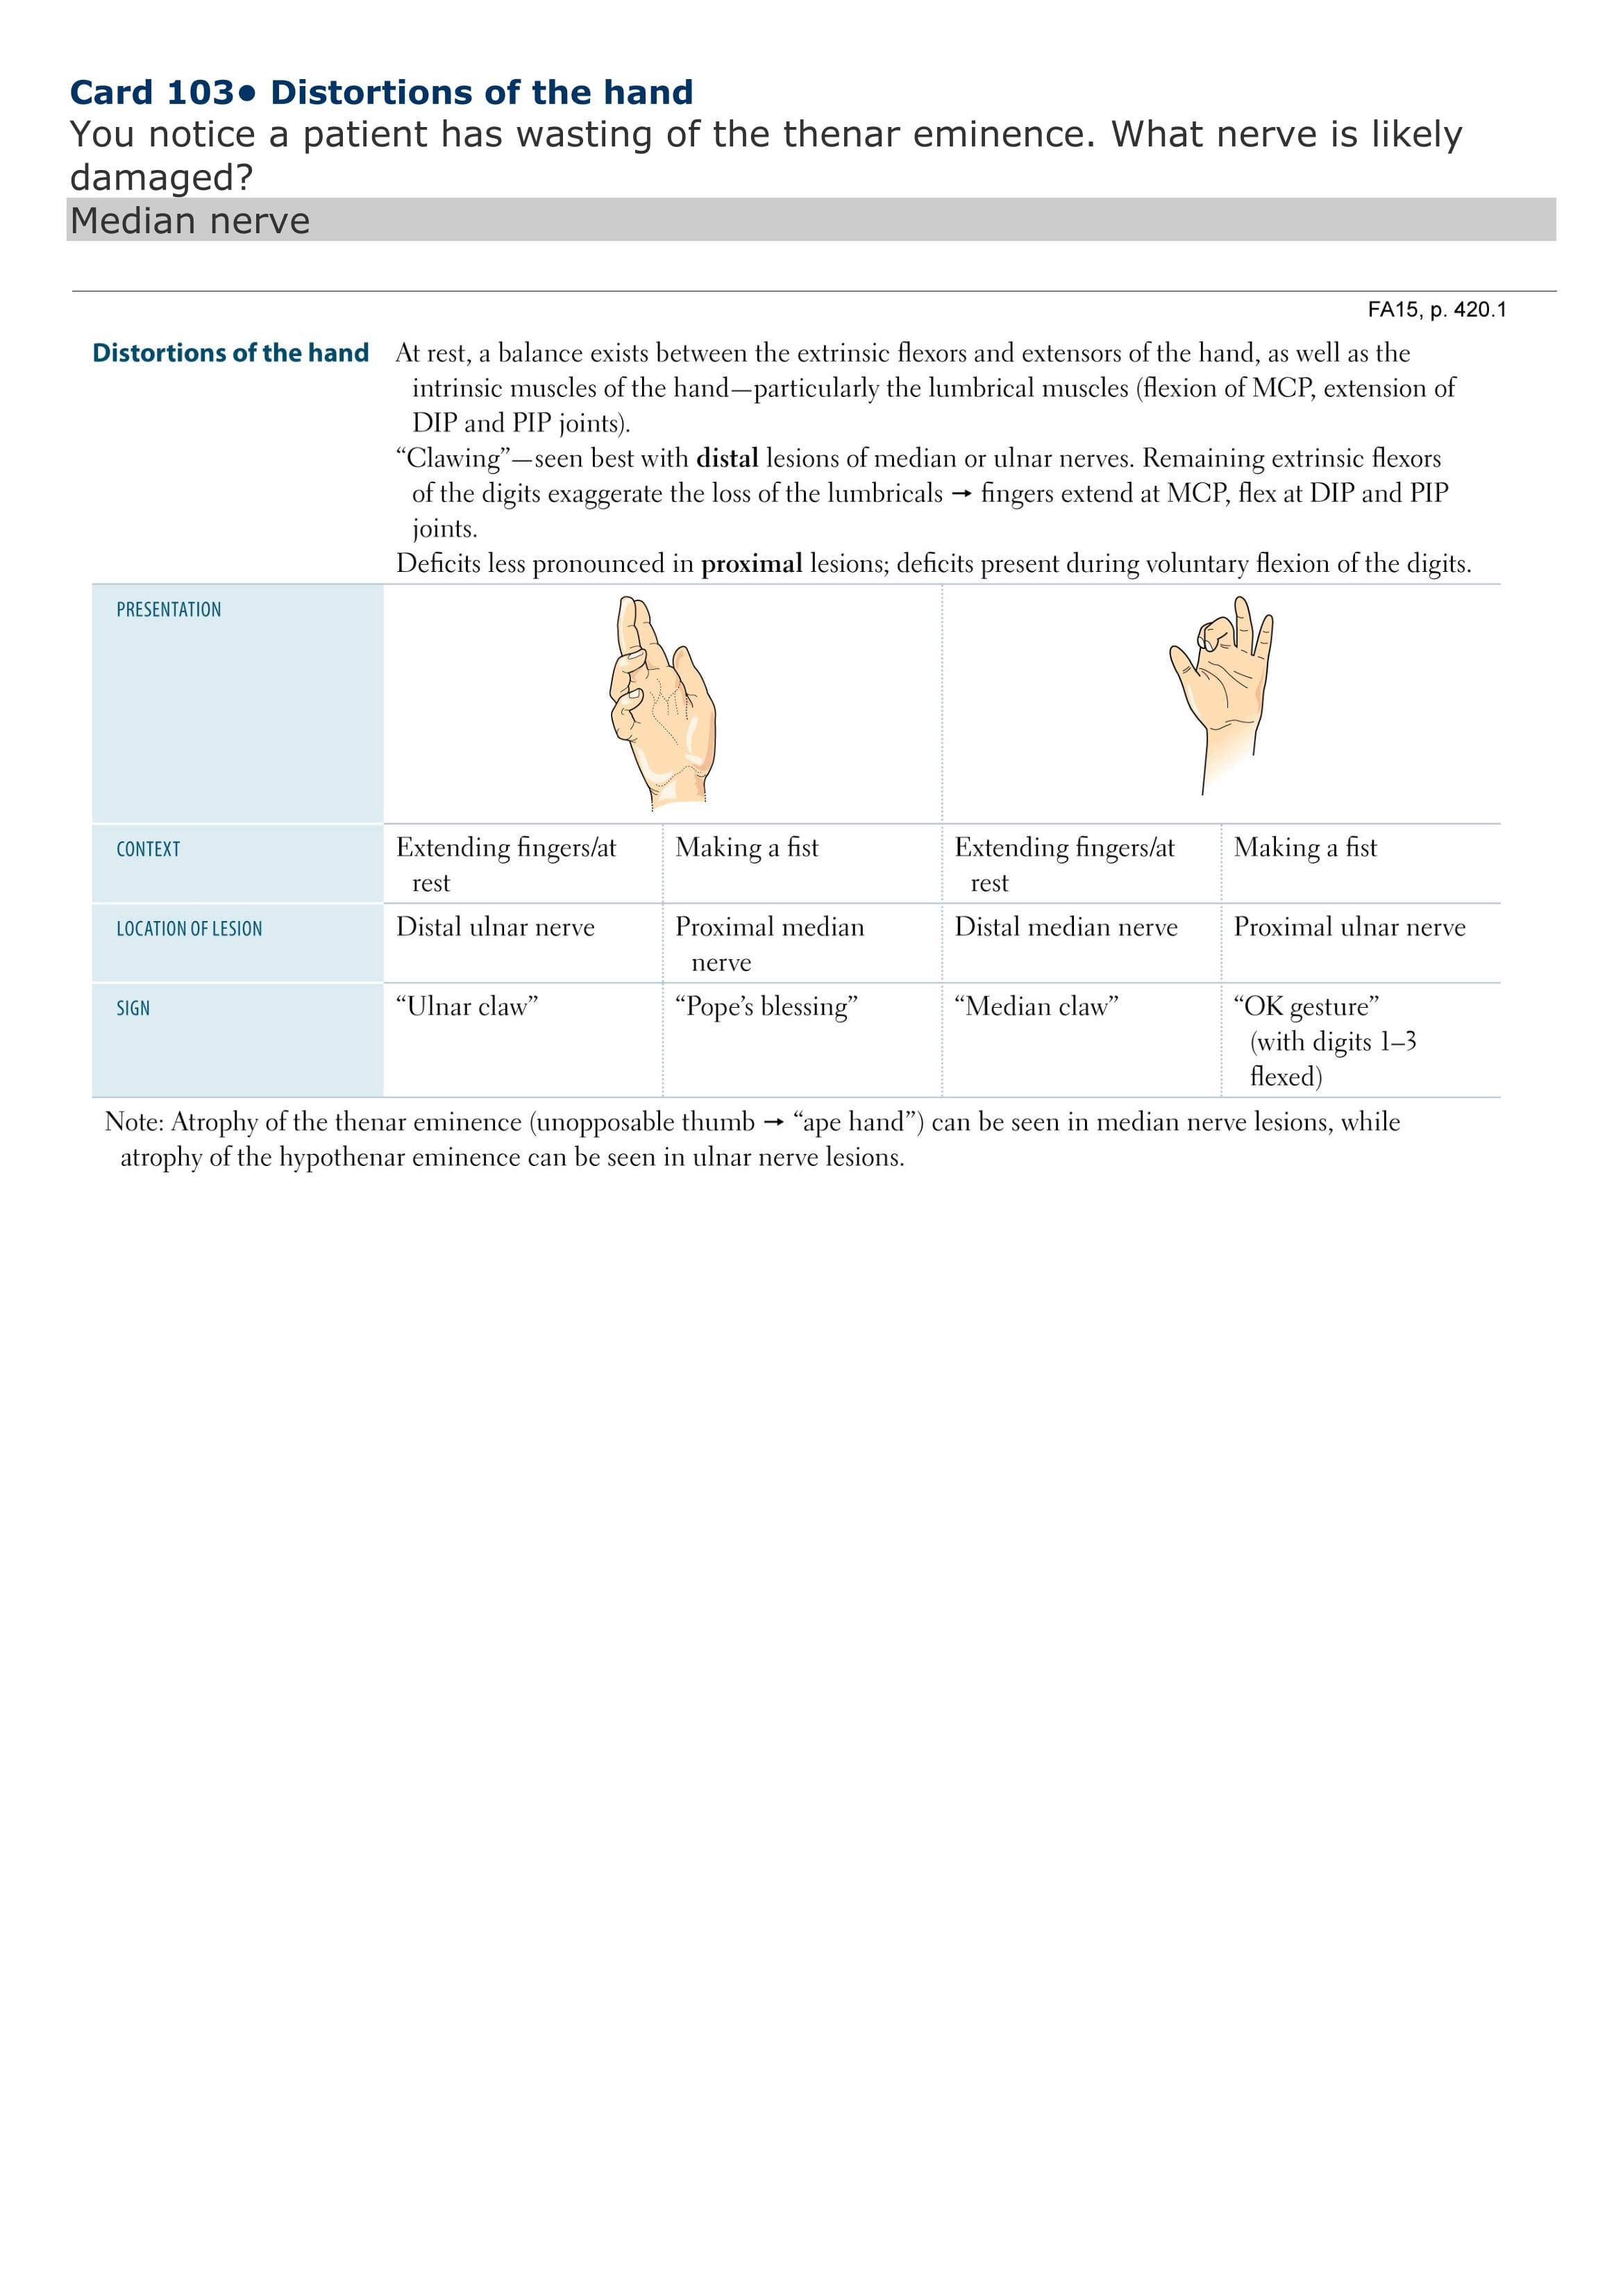 Card 103• Distortions of the hand
You notice a patient has wasting of the thenar eminence. What nerve is likely
damaged?
Median nerve
FA15, p. 420.1
Distortions of the hand
At rest, a balance exists between the extrinsic flexors and extensors of the hand, as well as the
intrinsic muscles of the hand—particularly the lumbrical muscles (flexion of MCP, extension of
DIP and PIP joints).
“Clawing”—seen best with distal lesions of median or ulnar nerves. Remaining extrinsic flexors
of the digits exaggerate the loss of the lumbricals → fingers extend at MCP, flex at DIP and PIP
joints.
Deficits less pronounced in proximal lesions; deficits present during voluntary flexion of the digits.
PRESENTATION
CONTEXT
Extending fingers/at
rest
Making a fist
Extending fingers/at
rest
Making a fist
LOCATION OF LESION
Distal ulnar nerve
Proximal median
nerve
Distal median nerve
Proximal ulnar nerve
SIGN
“Ulnar claw”
“Pope’s blessing”
“Median claw”
“OK gesture”
(with digits 1–3
flexed)
Note: Atrophy of the thenar eminence (unopposable thumb → “ape hand”) can be seen in median nerve lesions, while
atrophy of the hypothenar eminence can be seen in ulnar nerve lesions.